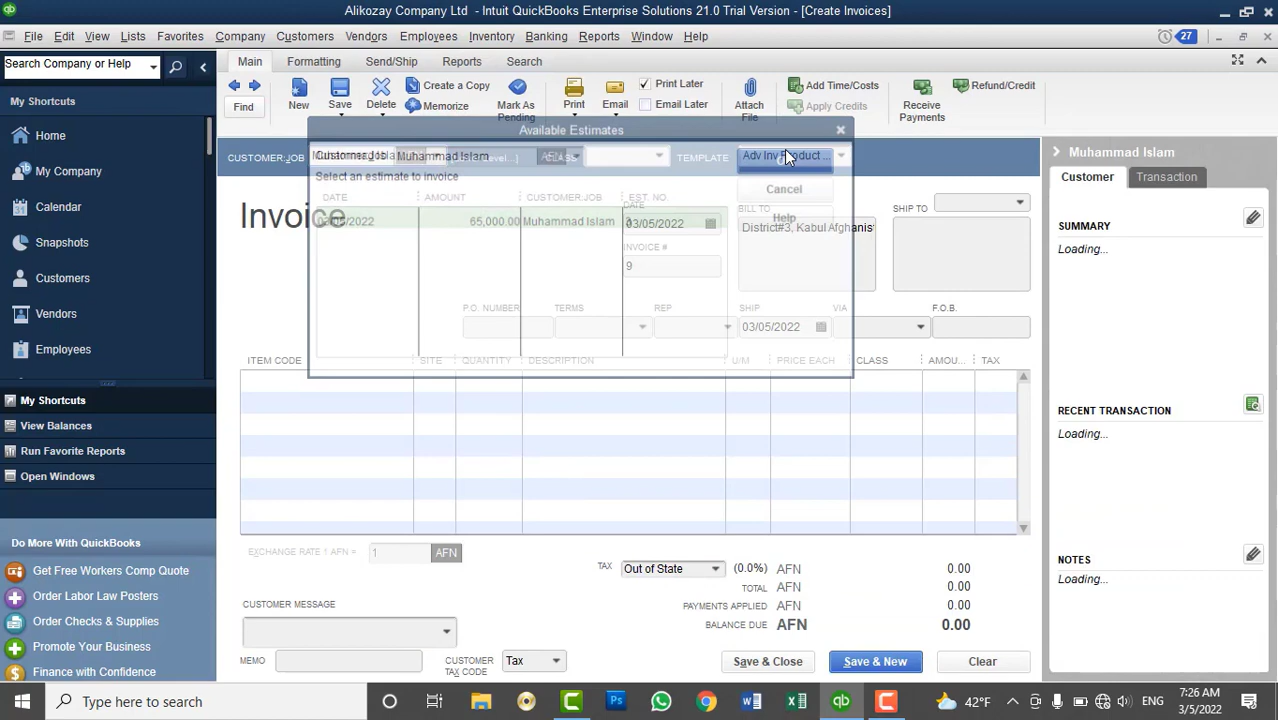 Alikozay Company Ltd - Intuit QuickBooks Enterprise Solutions 21.0 Trial Version - [Create Invoices]
File Edit View Lists Favorites Company Customers Vendors Employees Inventory Banking Reports Window Help
27
Search Company or Help
Main Formatting Send/Ship Reports Search
Find
New
Save
Delete
Create a Copy
Memorize
Mark As
Pending
Print
Email
Print Later
Email Later
Attach
File
Add Time/Costs
Apply Credits
Receive
Payments
Refund/Credit
My Shortcuts
Home
My Company
Calendar
Snapshots
Customers
Vendors
Employees
My Shortcuts
View Balances
Run Favorite Reports
Open Windows
Do More With QuickBooks
Get Free Workers Comp Quote
Order Labor Law Posters
Order Checks & Supplies
Promote Your Business
Finance with Confidence
Available Estimates
CUSTOMER:JOB
Customer:Job Muhammad Islam
CLASS
TEMPLATE Adv Inv Product ...
Select an estimate to invoice
Cancel
Help
DATE AMOUNT CUSTOMER:JOB EST. NO.
03/05/2022 65,000.00 Muhammad Islam
Invoice
DATE
03/05/2022
INVOICE #
9
BILL TO
District#3, Kabul Afghanis
SHIP TO
P.O. NUMBER TERMS REP SHIP VIA F.O.B.
03/05/2022
ITEM CODE SITE QUANTITY DESCRIPTION U/M PRICE EACH CLASS AMOU... TAX
EXCHANGE RATE 1 AFN = 1 AFN
TAX Out of State (0.0%) AFN 0.00
TOTAL AFN 0.00
PAYMENTS APPLIED AFN 0.00
BALANCE DUE AFN 0.00
CUSTOMER MESSAGE
MEMO
CUSTOMER
TAX CODE
Tax
Save & Close
Save & New
Clear
Muhammad Islam
Customer Transaction
SUMMARY
Loading...
RECENT TRANSACTION
Loading...
NOTES
Loading...
Type here to search
42°F
ENG
7:26 AM
3/5/2022